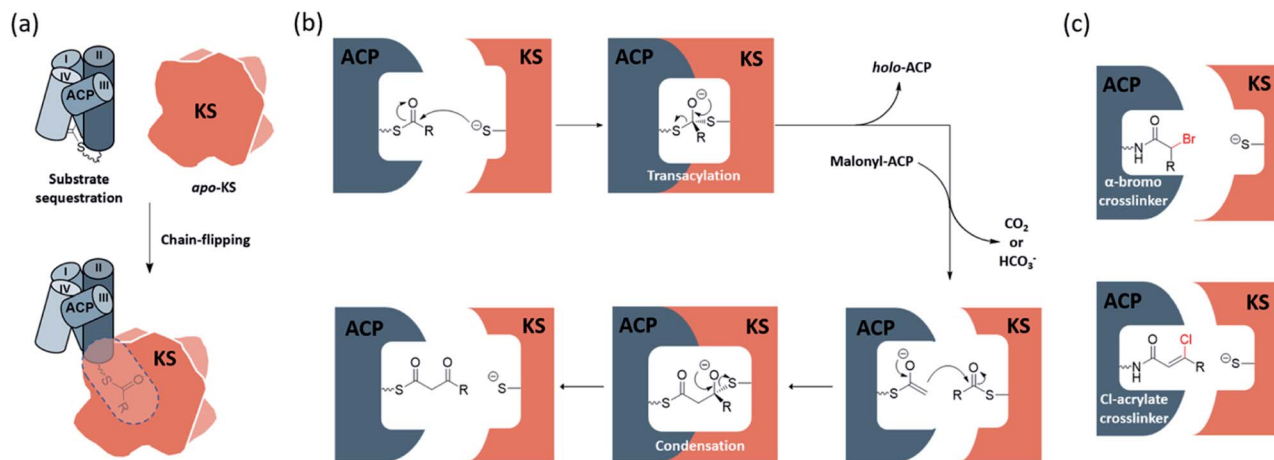 (a)
I
II
IV
III
ACP
S
KS
Substrate
sequestration
apo-KS
Chain-flipping
I
II
IV
III
ACP
KS
S
O
R
(b)
ACP
KS
O
S
R
⊖
S
ACP
KS
O
⊖
S
S
R
Transacylation
holo-ACP
Malonyl-ACP
CO₂
or
HCO₃⁻
ACP
KS
O
O
S
R
⊖
S
ACP
KS
O
⊖
O
S
S
R
Condensation
ACP
KS
⊖
O
S
O
R
S
(c)
ACP
KS
O
Br
N
H
R
⊖
S
α-bromo
crosslinker
ACP
KS
O
Cl
N
H
R
⊖
S
Cl-acrylate
crosslinker